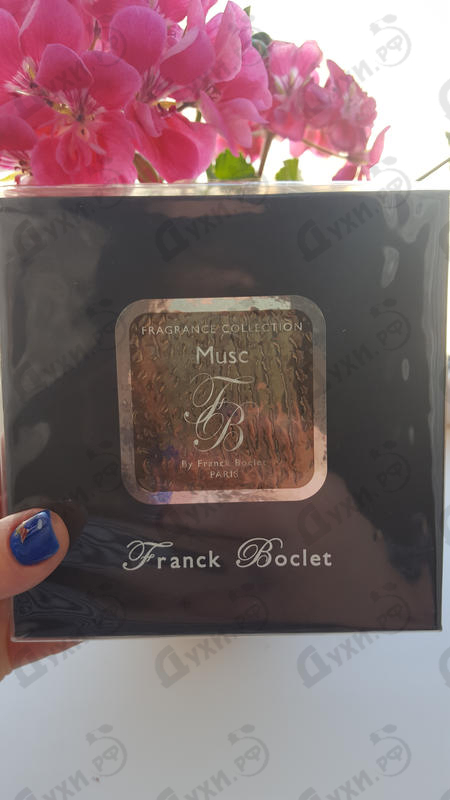 FRAGRANCE COLLECTION
Musc
FB
By Franck Boclet
PARIS
Franck Boclet
Духи.РФ